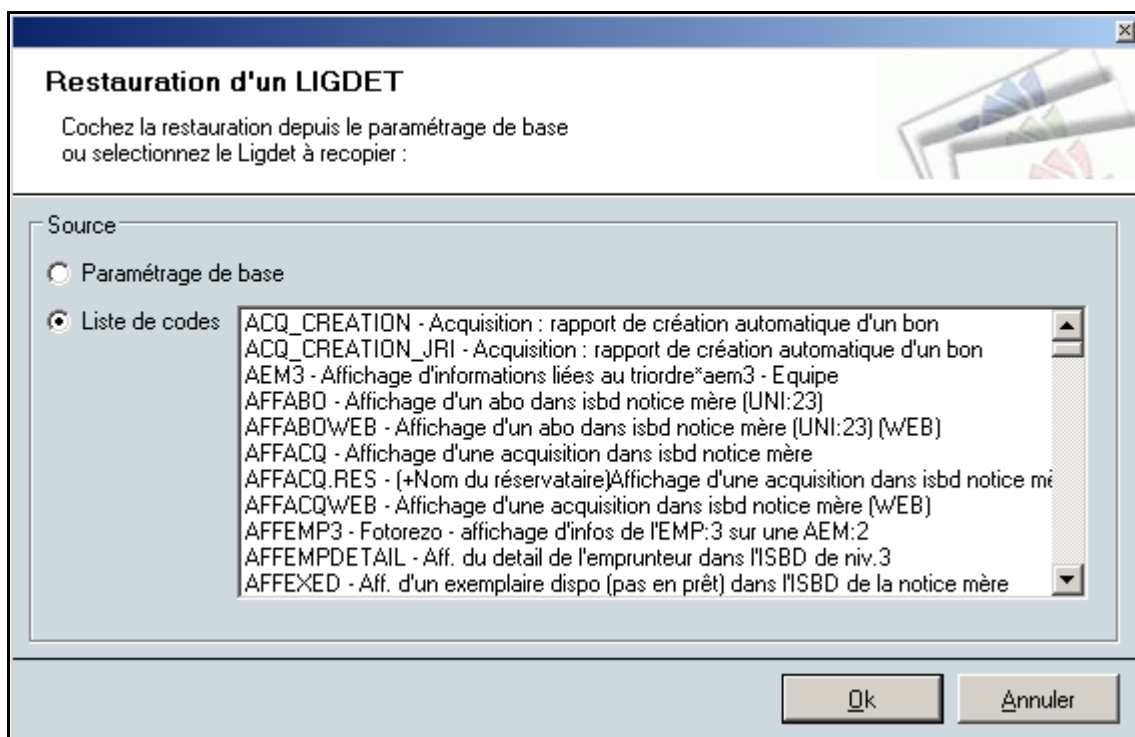 Restauration d'un LIGDET
Cochez la restauration depuis le paramétrage de base
ou selectionnez le Ligdet à recopier :
Source
Paramétrage de base
Liste de codes
ACQ_CREATION - Acquisition : rapport de création automatique d'un bon
ACQ_CREATION_JRI - Acquisition : rapport de création automatique d'un bon
AEM3 - Affichage d'informations liées au triordre*aem3 - Equipe
AFFABO - Affichage d'un abo dans isbd notice mère (UNI:23)
AFFABOWEB - Affichage d'un abo dans isbd notice mère (UNI:23) (WEB)
AFFACQ - Affichage d'une acquisition dans isbd notice mère
AFFACQ.RES - (+Nom du réservataire)Affichage d'une acquisition dans isbd notice
AFFACQWEB - Affichage d'une acquisition dans isbd notice mère (WEB)
AFFEMP3 - Fotorezo - affichage d'infos de l'EMP:3 sur une AEM:2
AFFEMPDETAIL - Aff. du detail de l'emprunteur dans l'ISBD de niv.3
AFFEXED - Aff. d'un exemplaire dispo (pas en prêt) dans l'ISBD de la notice mère
Ok
Annuler